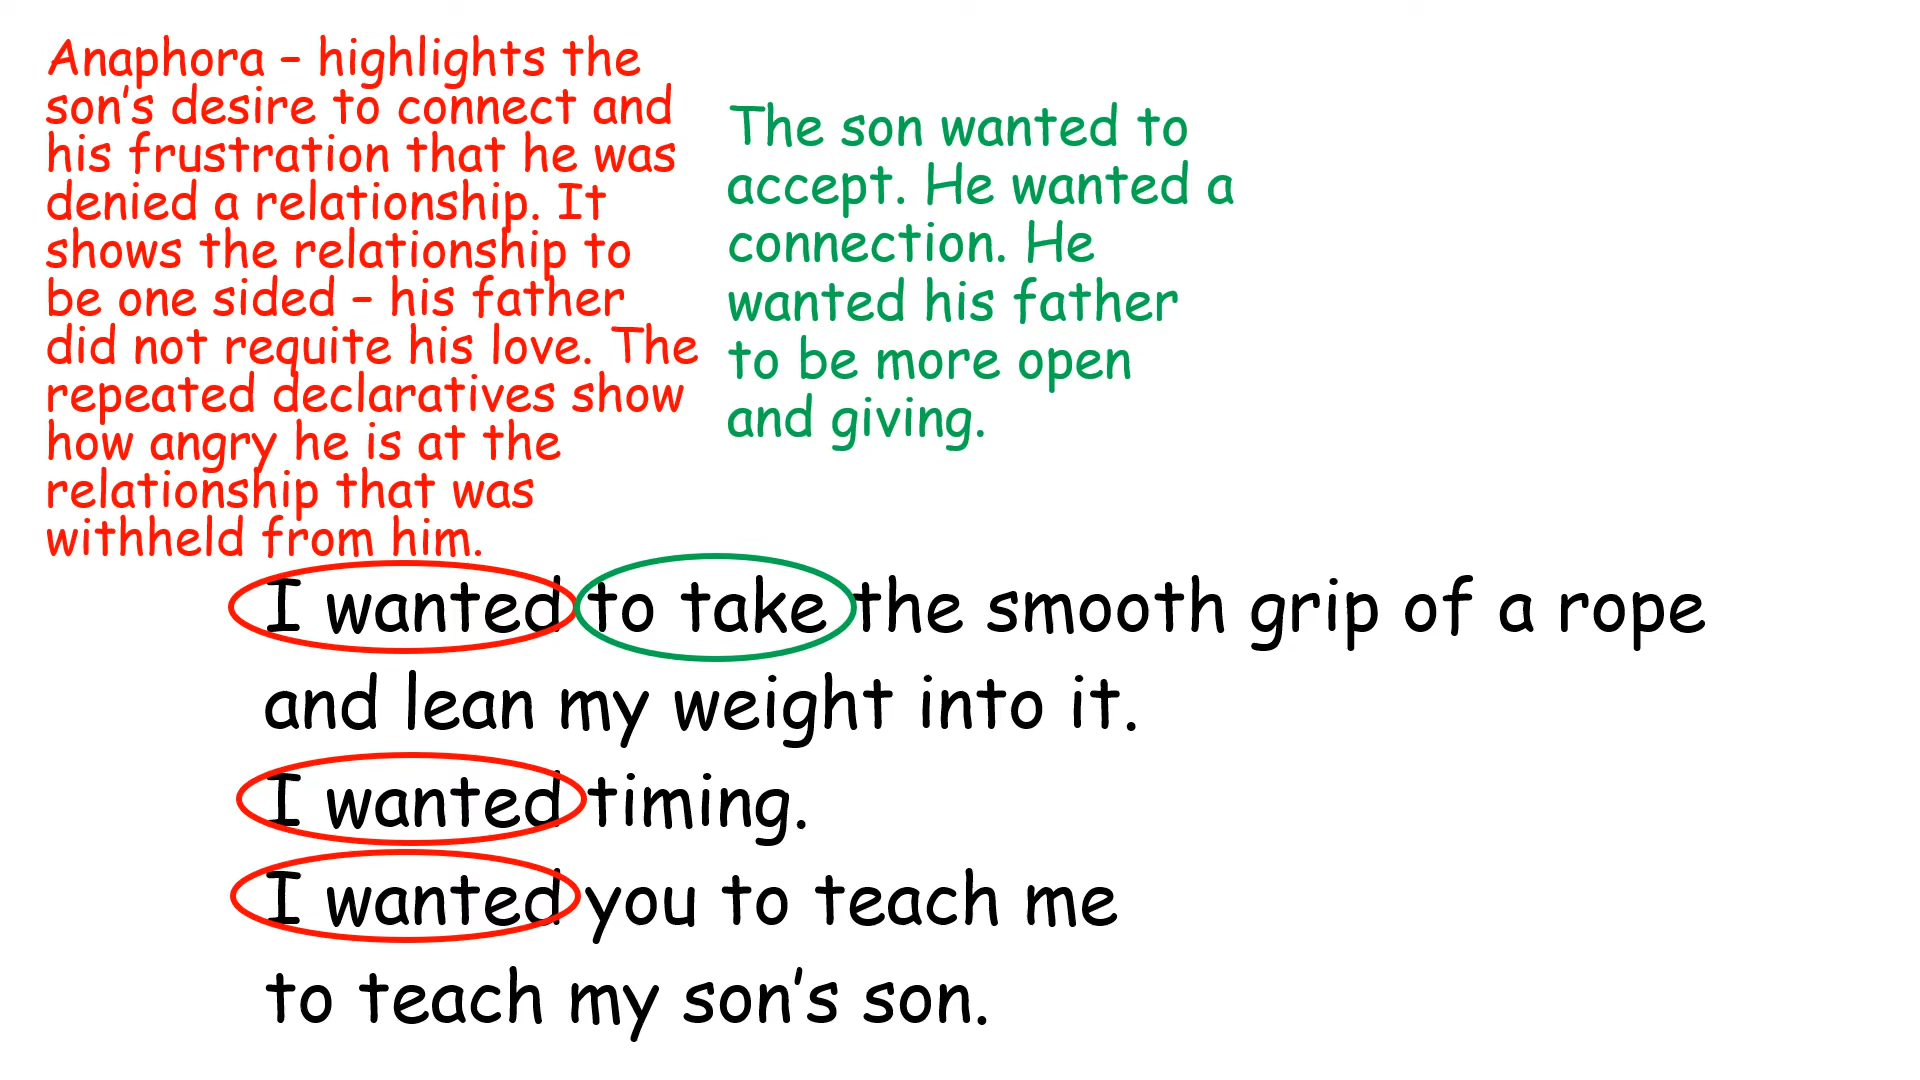 Anaphora – highlights the
son's desire to connect and
his frustration that he was
denied a relationship. It
shows the relationship to
be one sided – his father
did not requite his love. The
repeated declaratives show
how angry he is at the
relationship that was
withheld from him.
The son wanted to
accept. He wanted a
connection. He
wanted his father
to be more open
and giving.
I wanted to take the smooth grip of a rope
and lean my weight into it.
I wanted timing.
I wanted you to teach me
to teach my son's son.